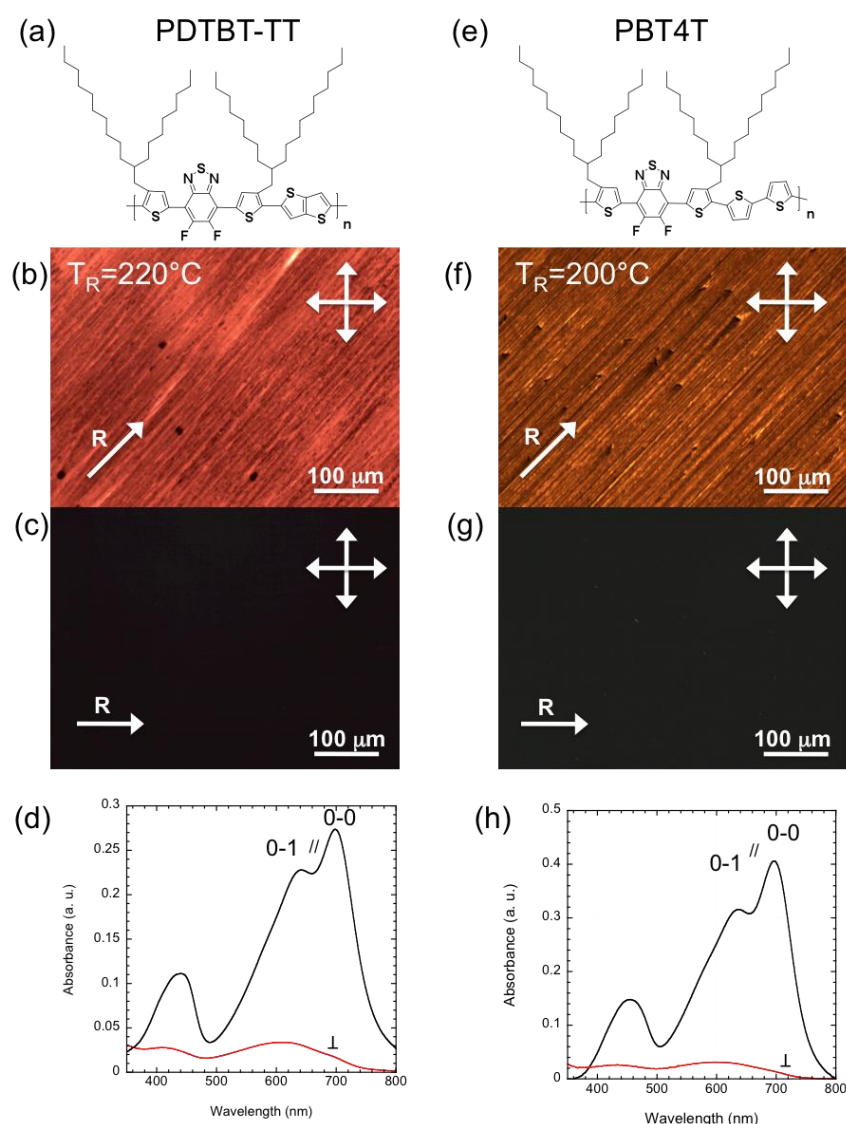 (a) PDTBT-TT
N S N
S S S S
F F n
(b) T_R=220°C
R
100 µm
(c)
R
100 µm
(d)
0-0
0-1 //
⊥
0.3
0.25
0.2
0.15
0.1
0.05
0
Absorbance (a. u.)
400 500 600 700 800
Wavelength (nm)
(e) PBT4T
N S N
S S S S
F F n
(f) T_R=200°C
R
100 µm
(g)
R
100 µm
(h)
0-0
0-1 //
⊥
0.5
0.4
0.3
0.2
0.1
0
Absorbance (a. u.)
400 500 600 700 800
Wavelength (nm)